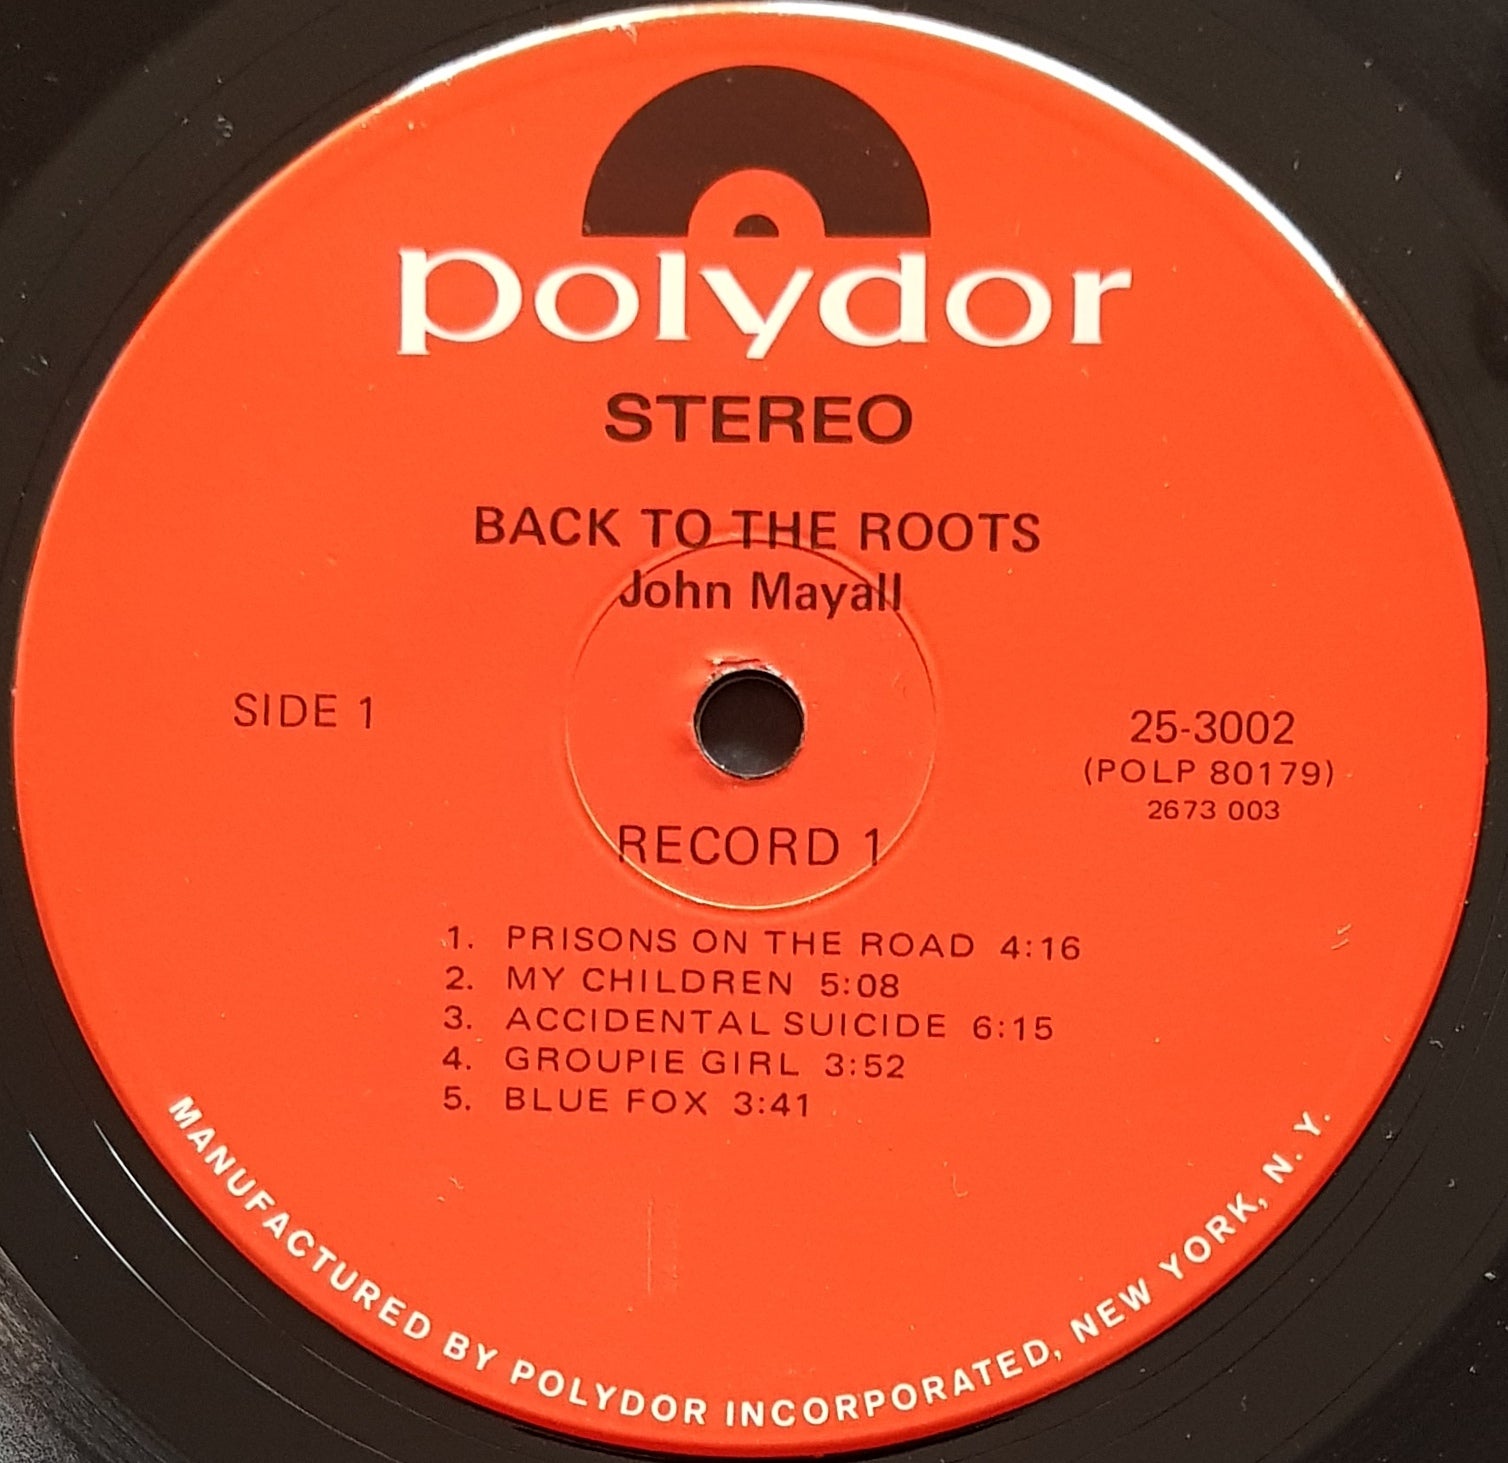 polydor
STEREO
BACK TO THE ROOTS
John Mayall
SIDE 1
25-3002
(POLP 80179)
2673 003
RECORD 1
1. PRISONS ON THE ROAD 4:16
2. MY CHILDREN 5:08
3. ACCIDENTAL SUICIDE 6:15
4. GROUPIE GIRL 3:52
5. BLUE FOX 3:41
MANUFACTURED BY POLYDOR INCORPORATED, NEW YORK, N. Y.